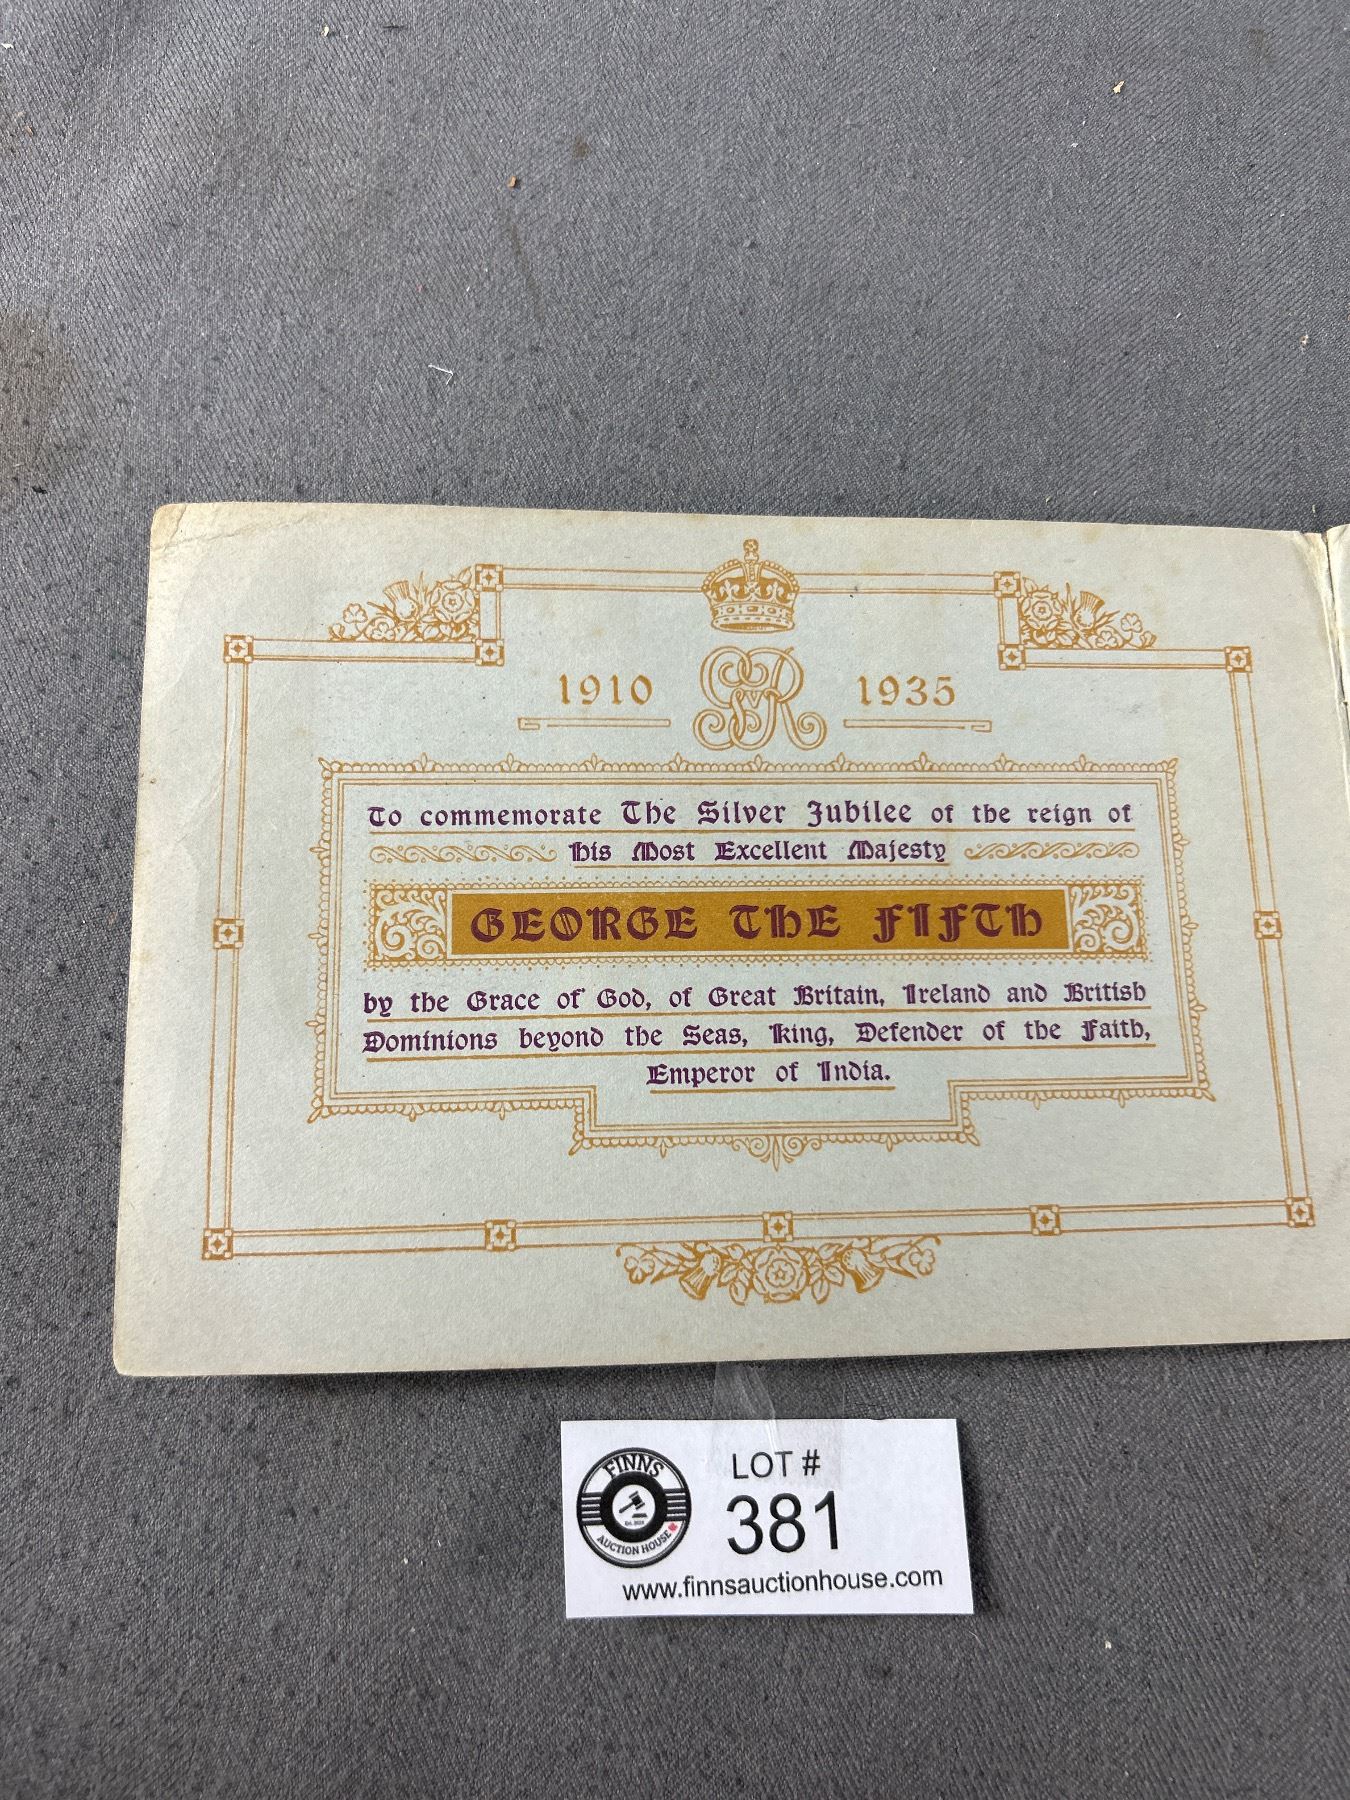 1910 GVR 1935
To commemorate The Silver Jubilee of the reign of
His Most Excellent Majesty
GEORGE THE FIFTH
by the Grace of God, of Great Britain, Ireland and British
Dominions beyond the Seas, King, Defender of the Faith,
Emperor of India.
FINNS
AUCTION HOUSE
LOT #
381
www.finnsauctionhouse.com